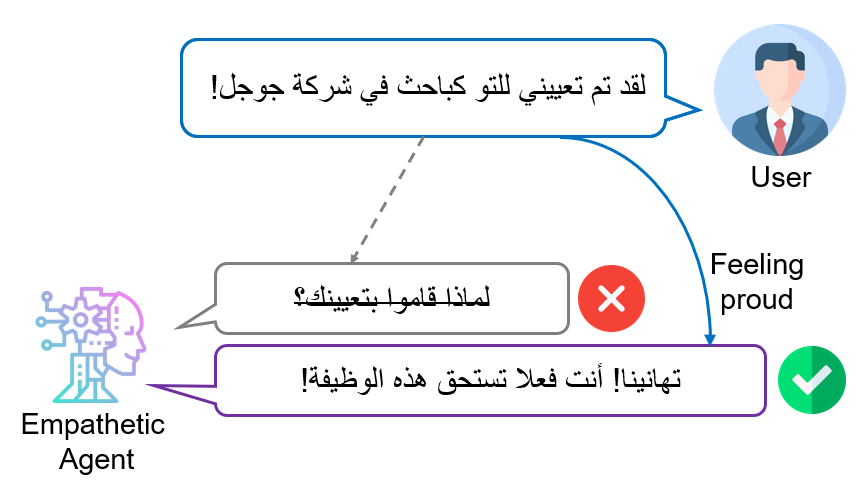 لقد تم تعييني للتو كباحث في شركة جوجل!
User
Feeling
proud
لماذا قاموا بتعيينك؟
تهانينا! أنت فعلا تستحق هذه الوظيفة!
Empathetic
Agent